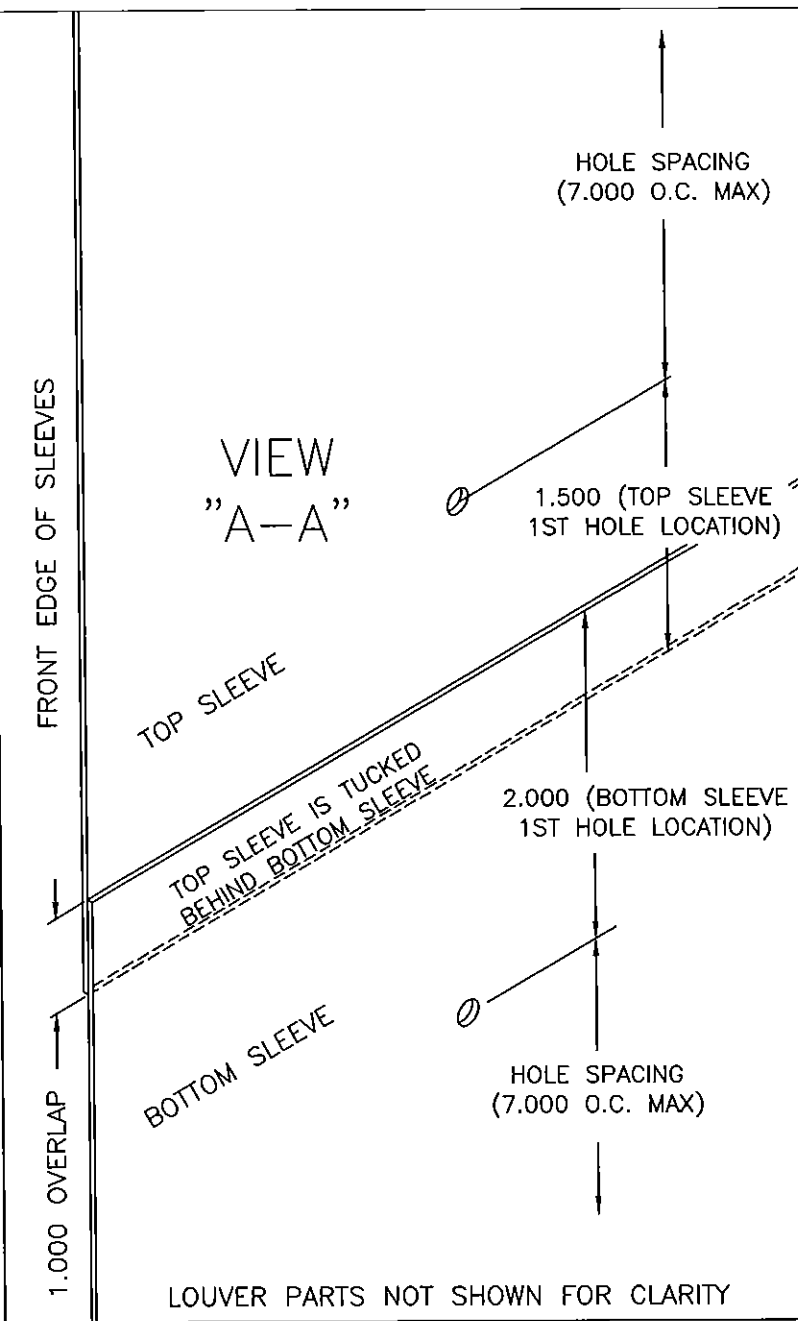 HOLE SPACING
(7.000 O.C. MAX)
FRONT EDGE OF SLEEVES
VIEW
"A-A"
1.500 (TOP SLEEVE
1ST HOLE LOCATION)
TOP SLEEVE
TOP SLEEVE IS TUCKED
BEHIND BOTTOM SLEEVE
2.000 (BOTTOM SLEEVE
1ST HOLE LOCATION)
BOTTOM SLEEVE
HOLE SPACING
(7.000 O.C. MAX)
1.000 OVERLAP
LOUVER PARTS NOT SHOWN FOR CLARITY